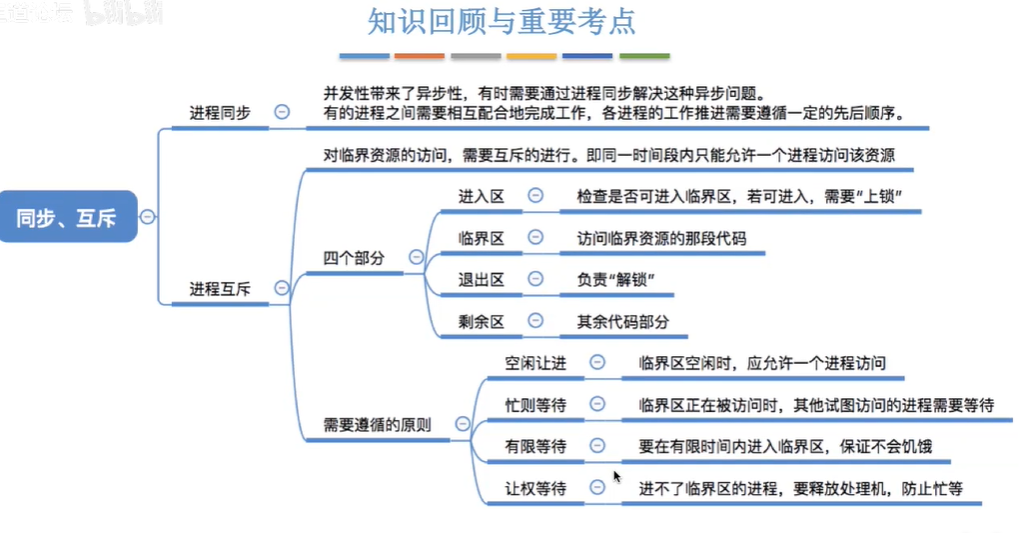 知识回顾与重要考点
并发性带来了异步性，有时需要通过进程同步解决这种异步问题。
进程同步
有的进程之间需要相互配合地完成工作，各进程的工作推进需要遵循一定的先后顺序。
对临界资源的访问，需要互斥的进行。即同一时间段内只能允许一个进程访问该资源
进入区
检查是否可进入临界区，若可进入，需要“上锁”
同步、互斥
临界区
访问临界资源的那段代码
四个部分
退出区
负责“解锁”
进程互斥
剩余区
其余代码部分
空闲让进
临界区空闲时，应允许一个进程访问
忙则等待
临界区正在被访问时，其他试图访问的进程需要等待
需要遵循的原则
有限等待
要在有限时间内进入临界区，保证不会饥饿
让权等待
进不了临界区的进程，要释放处理机，防止忙等